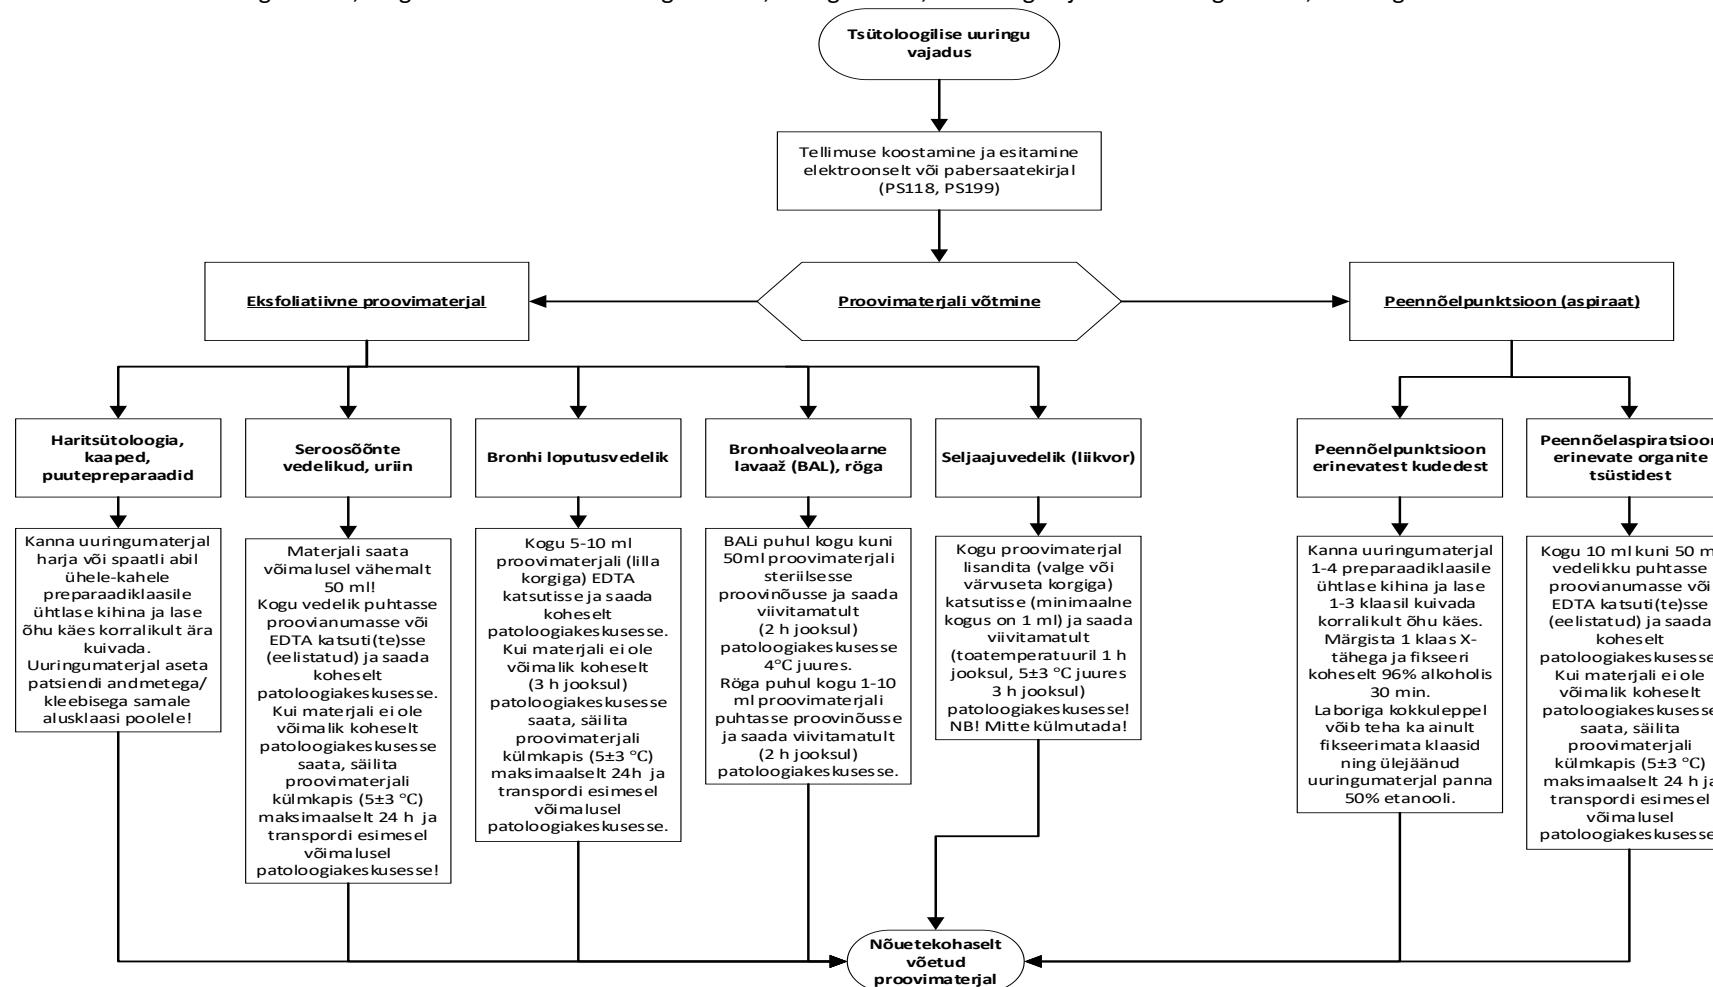 Tsütoloogilise uuringu
vajadus
Tellimuse koostamine ja esitamine
elektroonselt või pabersaatekirjal
(PS118, PS199)
Eksfoliatiivne proovimaterjal
Proovimaterjali võtmine
Peennõelpunktsioon (aspiraat)
Haritsütoloogia,
kaaped,
puutepreparaadid
Seroosõõnte
vedelikud, uriin
Bronhi loputusvedelik
Bronhoalveolaarne
lavaaž (BAL), röga
Seljaajuvedelik (liikvor)
Peennõelpunktsioon
erinevatest kudedest
Peennõelaspiratsioon
erinevate organite
tsüstidest
Kanna uuringumaterjal
harja või spaatli abil
ühele-kahele
preparaadiklaasile
ühtlase kihina ja lase
õhu käes korralikult ära
kuivada.
Uuringumaterjal aseta
patsiendi andmetega/
kleebisega samale
alusklaasi poolele!
Materjali saata
võimalusel vähemalt
50 ml!
Kogu vedelik puhtasse
proovianumasse või
EDTA katsuti(te)sse
(eelistatud) ja saada
koheselt
patoloogiakeskusesse.
Kui materjali ei ole
võimalik koheselt
patoloogiakeskusesse
saata, säilita
proovimaterjali
külmkapis (5±3 °C)
maksimaalselt 24 h ja
transpordi esimesel
võimalusel
patoloogiakeskusesse!
Kogu 5-10 ml
proovimaterjali (lilla
korgiga) EDTA
katsutisse ja saada
koheselt
patoloogiakeskusesse.
Kui materjali ei ole
võimalik koheselt
(3 h jooksul)
patoloogiakeskusesse
saata, säilita
proovimaterjali
külmkapis (5±3 °C)
maksimaalselt 24h ja
transpordi esimesel
võimalusel
patoloogiakeskusesse.
BALi puhul kogu kuni
50ml proovimaterjali
steriilsesse
proovinõusse ja saada
viivitamatult
(2 h jooksul)
patoloogiakeskusesse
4°C juures.
Röga puhul kogu 1-10
ml proovimaterjali
puhtasse proovinõusse
ja saada viivitamatult
(2 h jooksul)
patoloogiakeskusesse.
Kogu proovimaterjal
lisandita (valge või
värvuseta korgiga)
katsutisse (minimaalne
kogus on 1 ml) ja saada
viivitamatult
(toatemperatuuril 1 h
jooksul, 5±3 °C juures
3 h jooksul)
patoloogiakeskusesse!
NB! Mitte külmutada!
Kanna uuringumaterjal
1-4 preparaadiklaasile
ühtlase kihina ja lase
1-3 klaasil kuivada
korralikult õhu käes.
Märgista 1 klaas X-
tähega ja fikseeri
koheselt 96% alkoholis
30 min.
Laboriga kokkuleppel
võib teha ka ainult
fikseerimata klaasid
ning ülejäänud
uuringumaterjal panna
50% etanooli.
Kogu 10 ml kuni 50 ml
vedelikku puhtasse
proovianumasse või
EDTA katsuti(te)sse
(eelistatud) ja saada
koheselt
patoloogiakeskusesse
Kui materjali ei ole
võimalik koheselt
patoloogiakeskusesse
saata, säilita
proovimaterjali
külmkapis (5±3 °C)
maksimaalselt 24 h ja
transpordi esimesel
võimalusel
patoloogiakeskusesse
Nõuetekohaselt
võetud
proovimaterjal